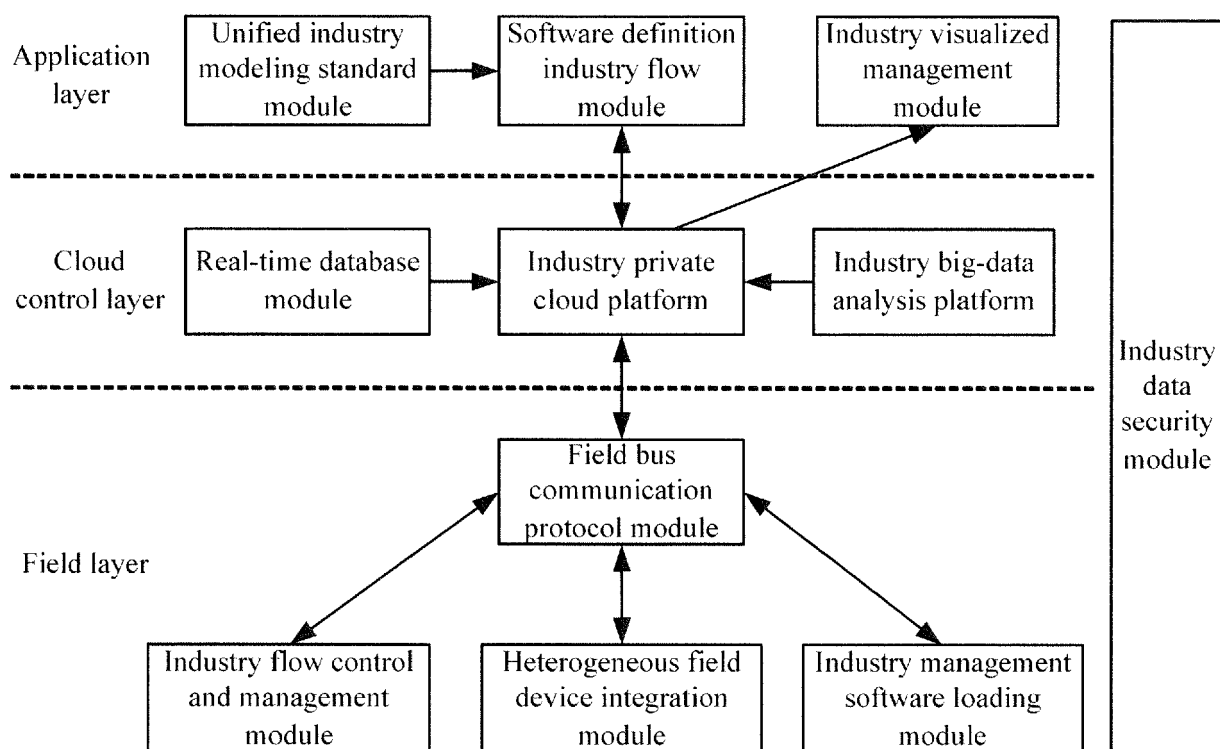 Application
layer
Unified industry
modeling standard
module
Software definition
industry flow
module
Industry visualized
management
module
Cloud
control layer
Real-time database
module
Industry private
cloud platform
Industry big-data
analysis platform
Industry
data
security
module
Field layer
Field bus
communication
protocol module
Industry flow control
and management
module
Heterogeneous field
device integration
module
Industry management
software loading
module